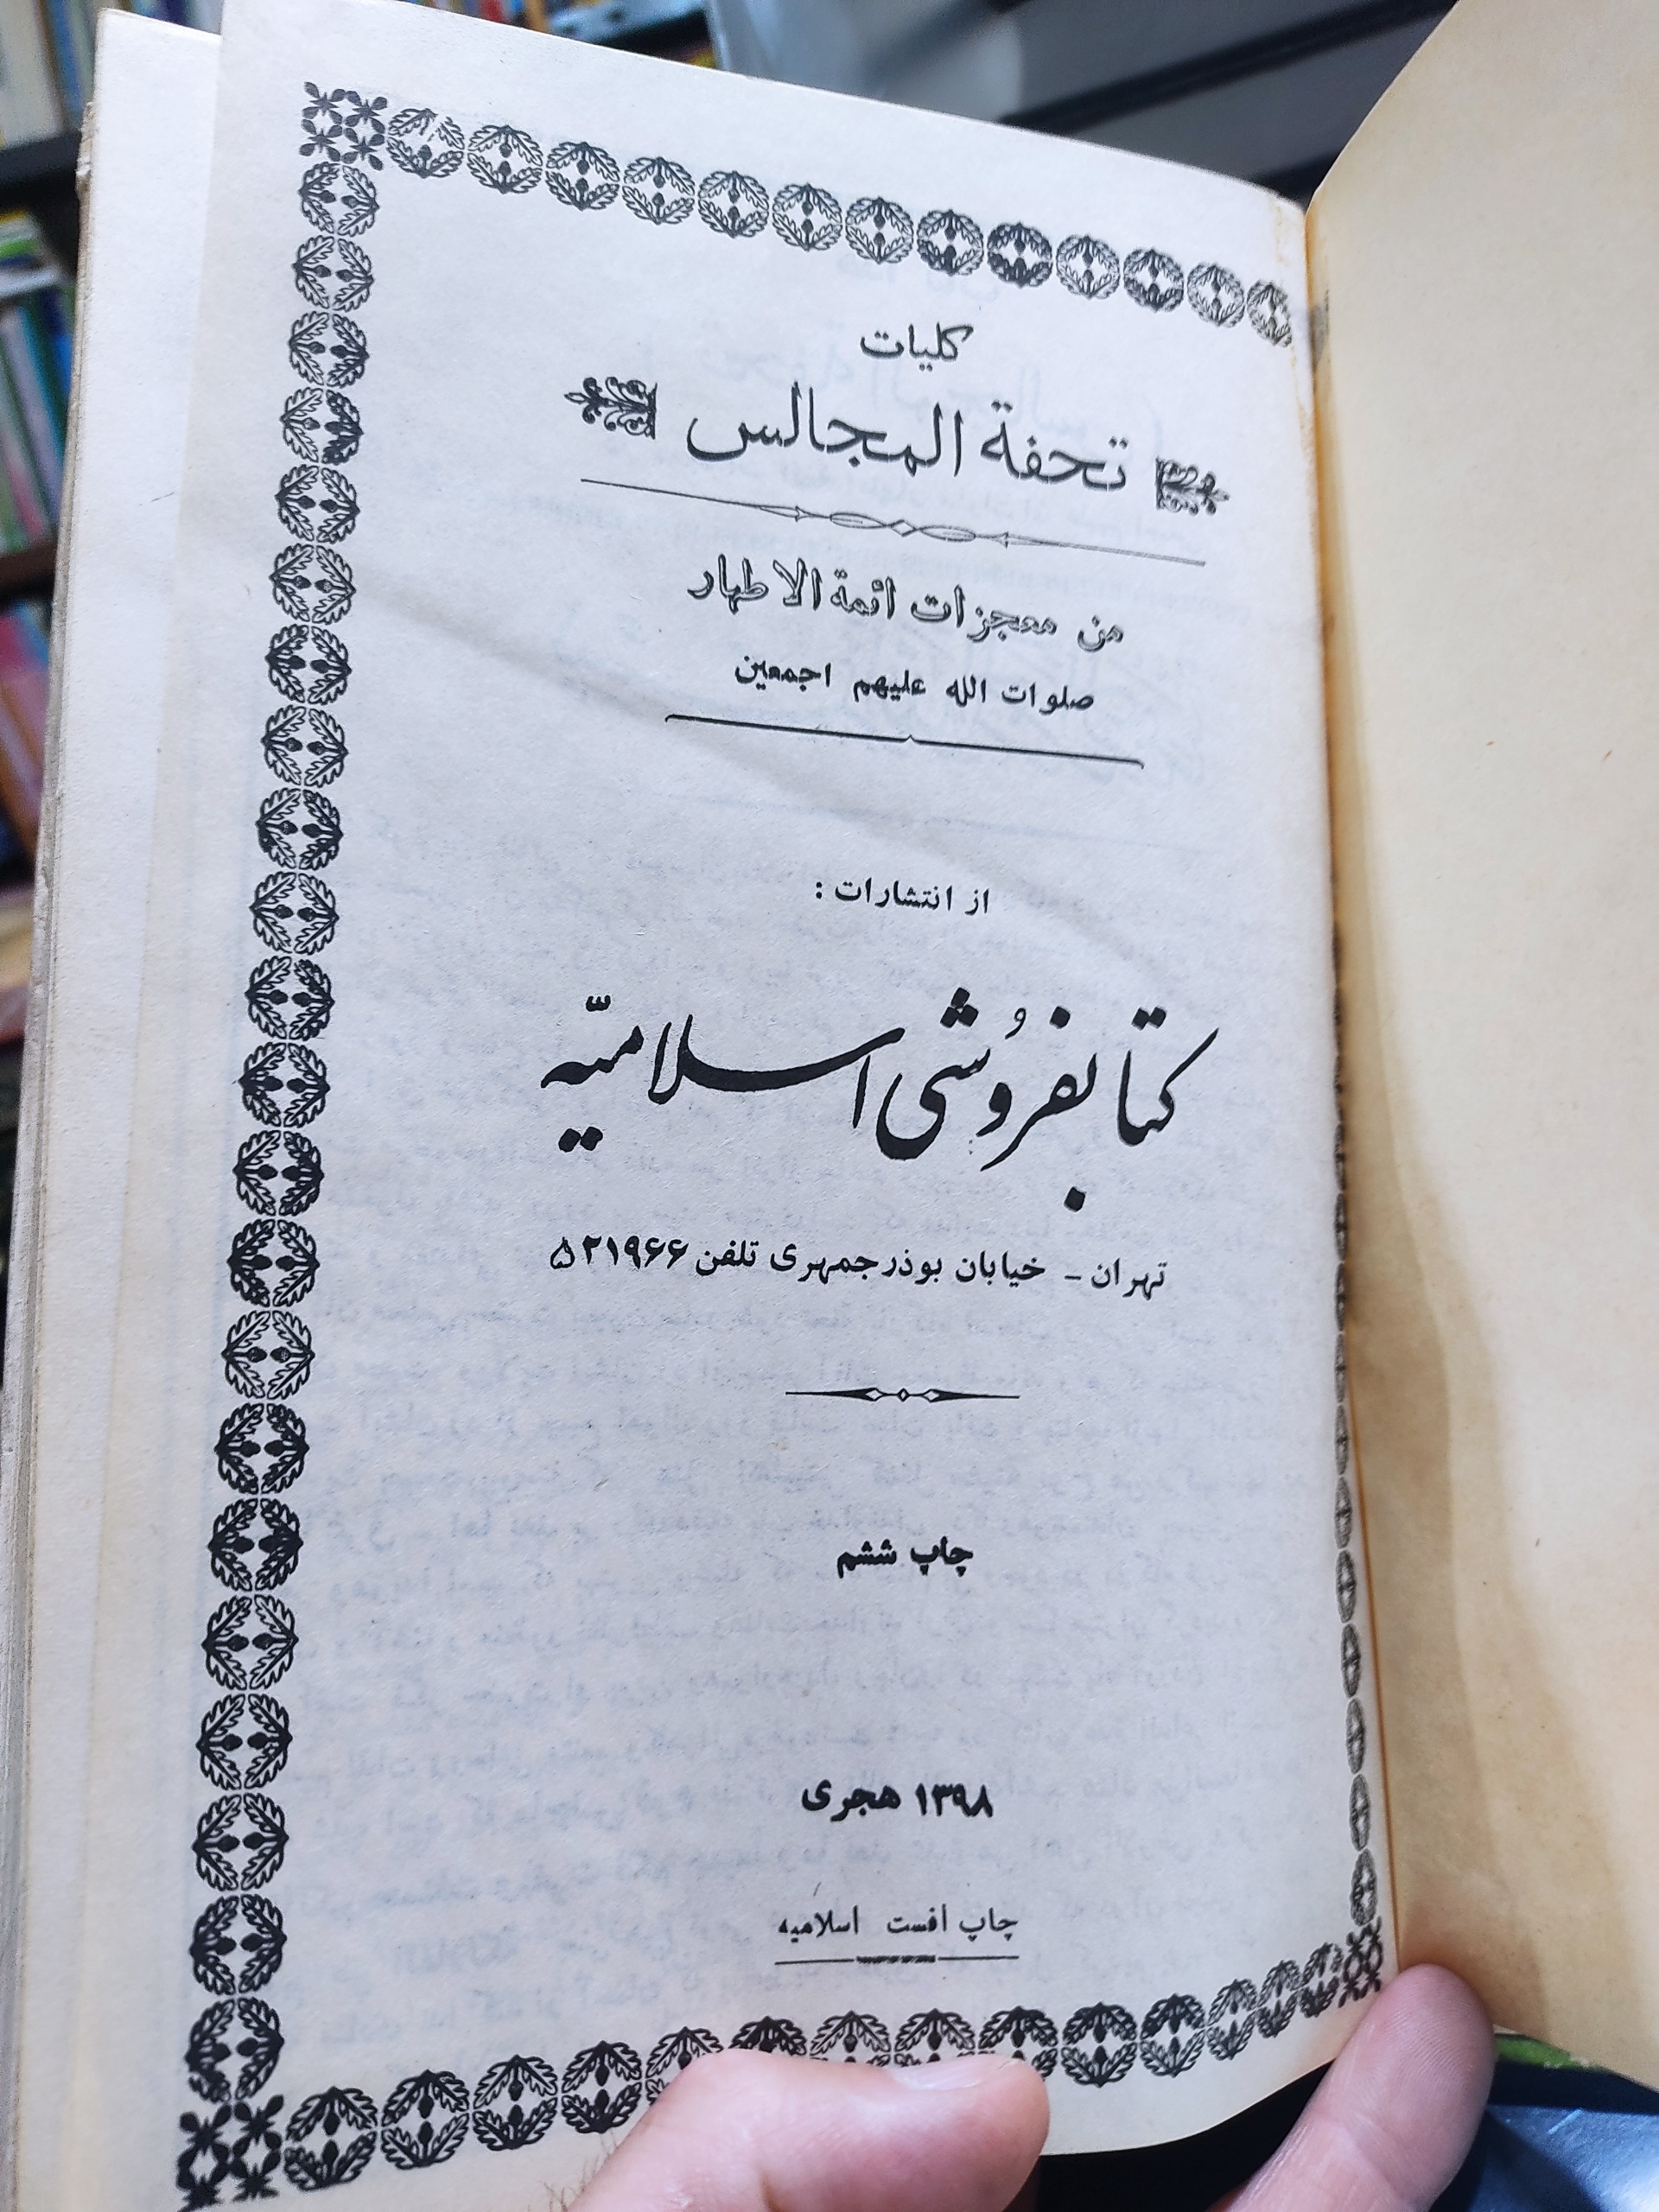 کلیات
تحفة المجالس
من معجزات ائمة الاطهار
صلوات الله علیهم اجمعین
از انتشارات :
کتابفروشی اسلامیّه
تهران - خیابان بوذرجمهری تلفن ۵۲۱۹۶۶
چاپ ششم
۱۳۹۸ هجری
چاپ افست اسلامیه